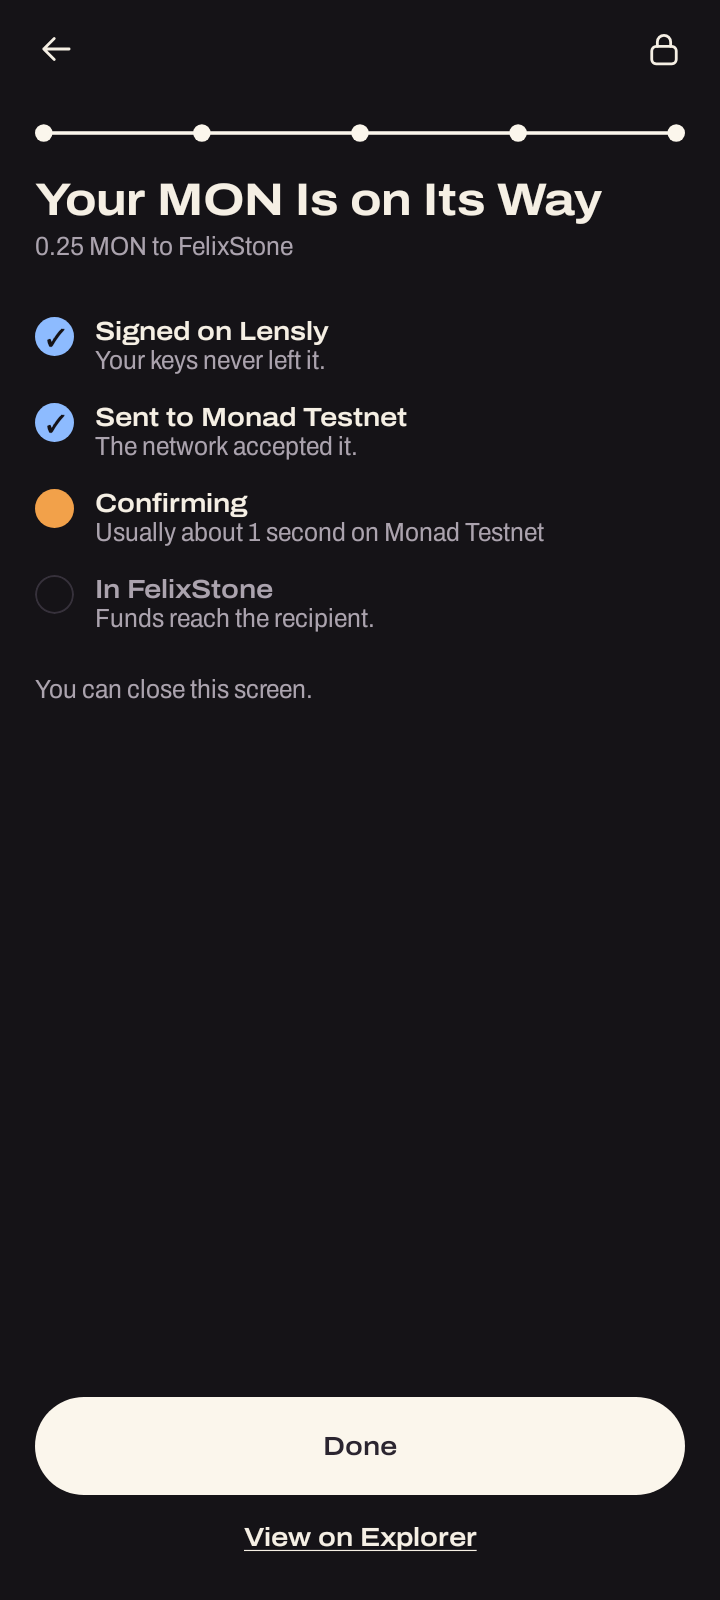 Your MON Is on Its Way
0.25 MON to FelixStone
Signed on Lensly
Your keys never left it.
Sent to Monad Testnet
The network accepted it.
Confirming
Usually about 1 second on Monad Testnet
In FelixStone
Funds reach the recipient.
You can close this screen.
Done
View on Explorer